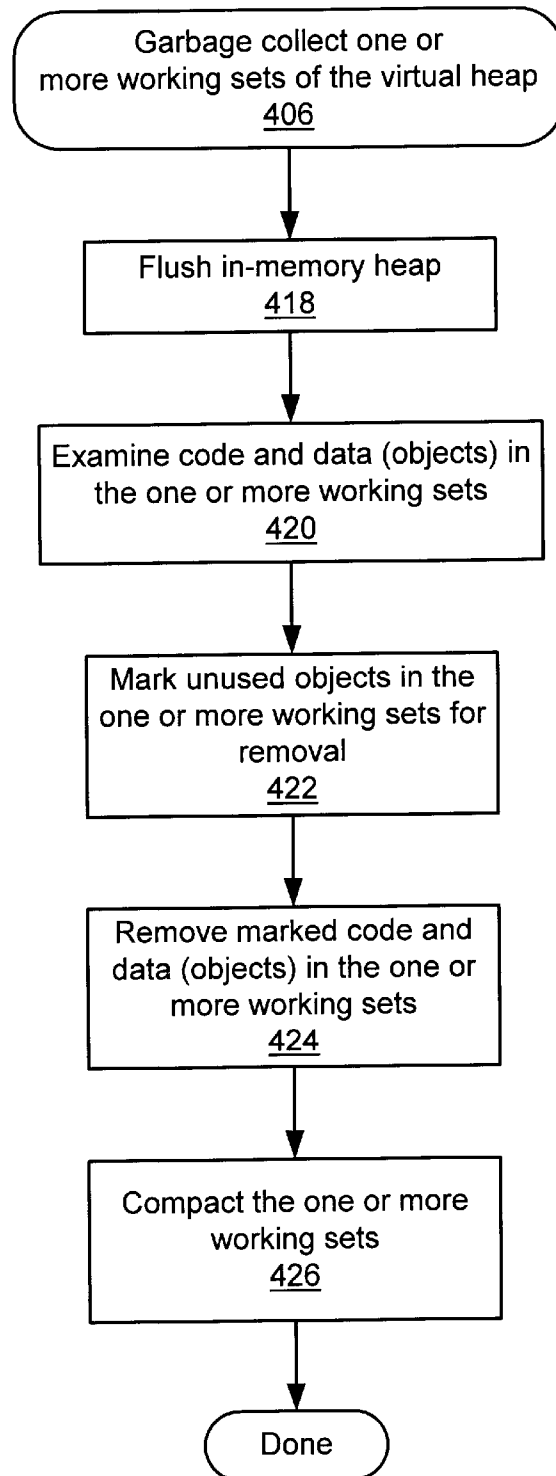 Garbage collect one or
more working sets of the virtual heap
406
Flush in-memory heap
418
Examine code and data (objects) in
the one or more working sets
420
Mark unused objects in the
one or more working sets for
removal
422
Remove marked code and
data (objects) in the one or
more working sets
424
Compact the one or more
working sets
426
Done